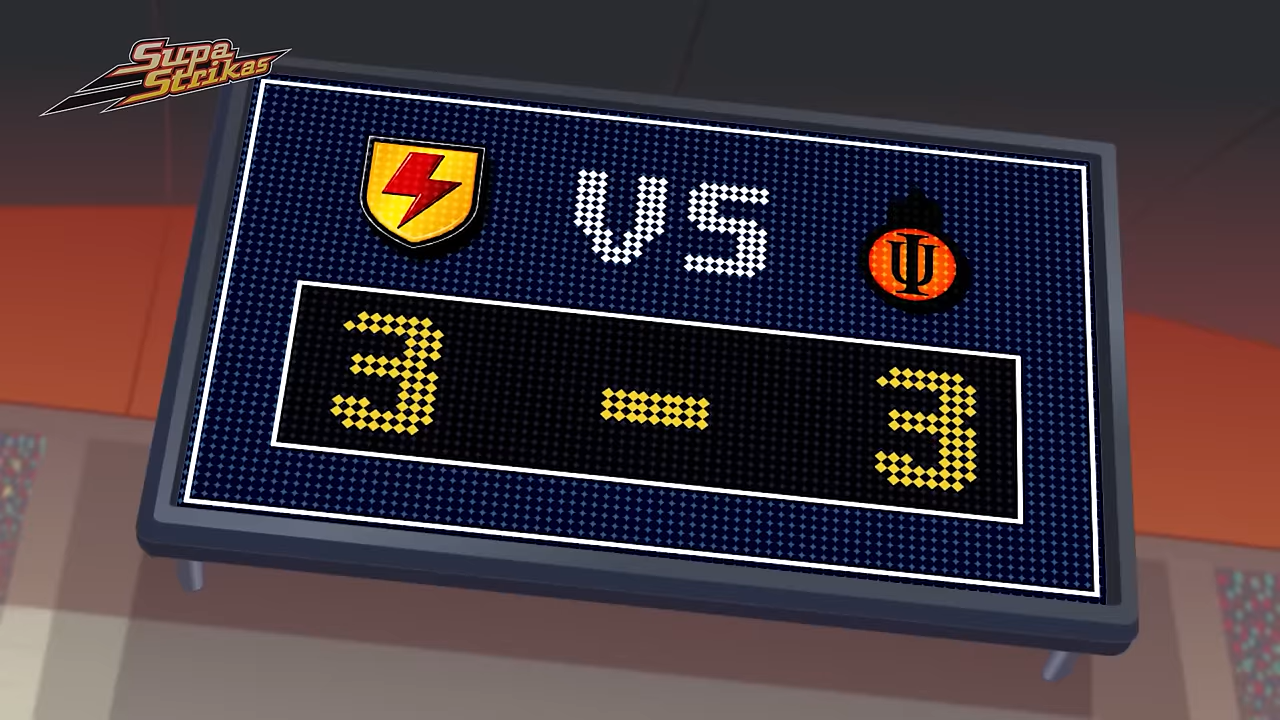 Supa
Strikas
VS
Ψ
3 - 3